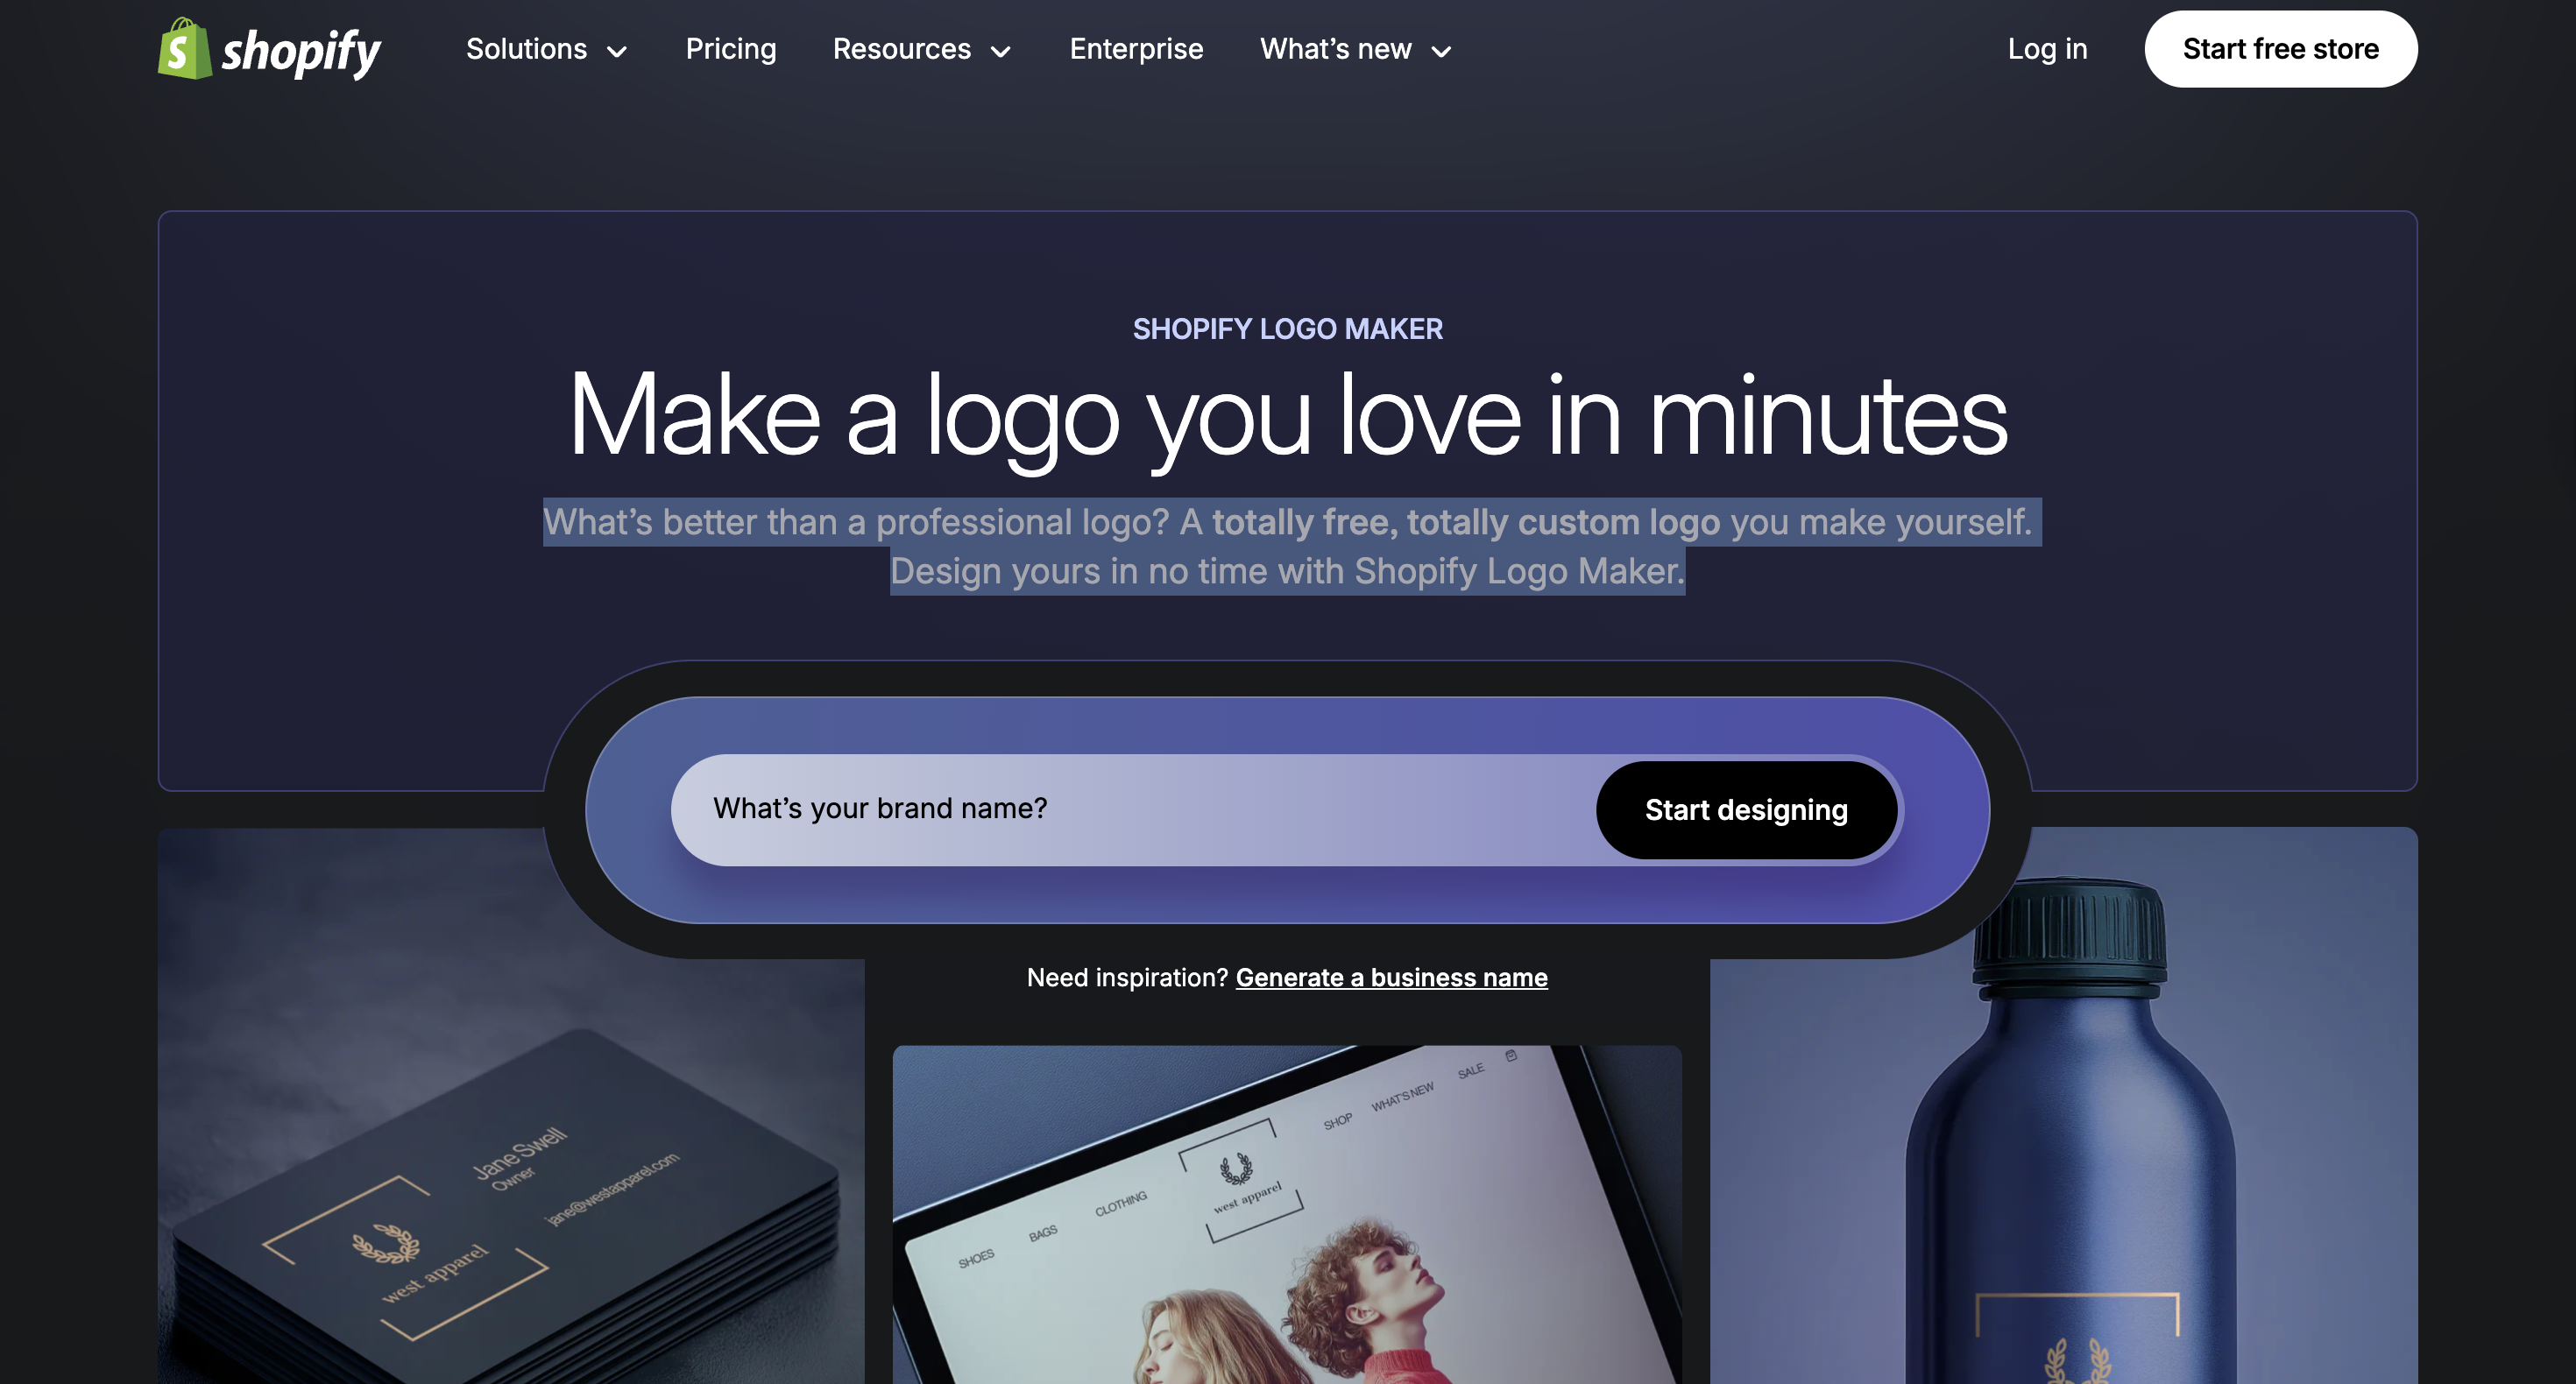 shopify
Solutions
Pricing
Resources
Enterprise
What's new
Log in
Start free store
SHOPIFY LOGO MAKER
Make a logo you love in minutes
What's better than a professional logo? A totally free, totally custom logo you make yourself.
Design yours in no time with Shopify Logo Maker.
What's your brand name?
Start designing
Need inspiration? Generate a business name
Jane Swell
Owner
jane@westapparel.com
west apparel
SHOES
BAGS
CLOTHING
west apparel
SHOP
WHAT'S NEW
SALE